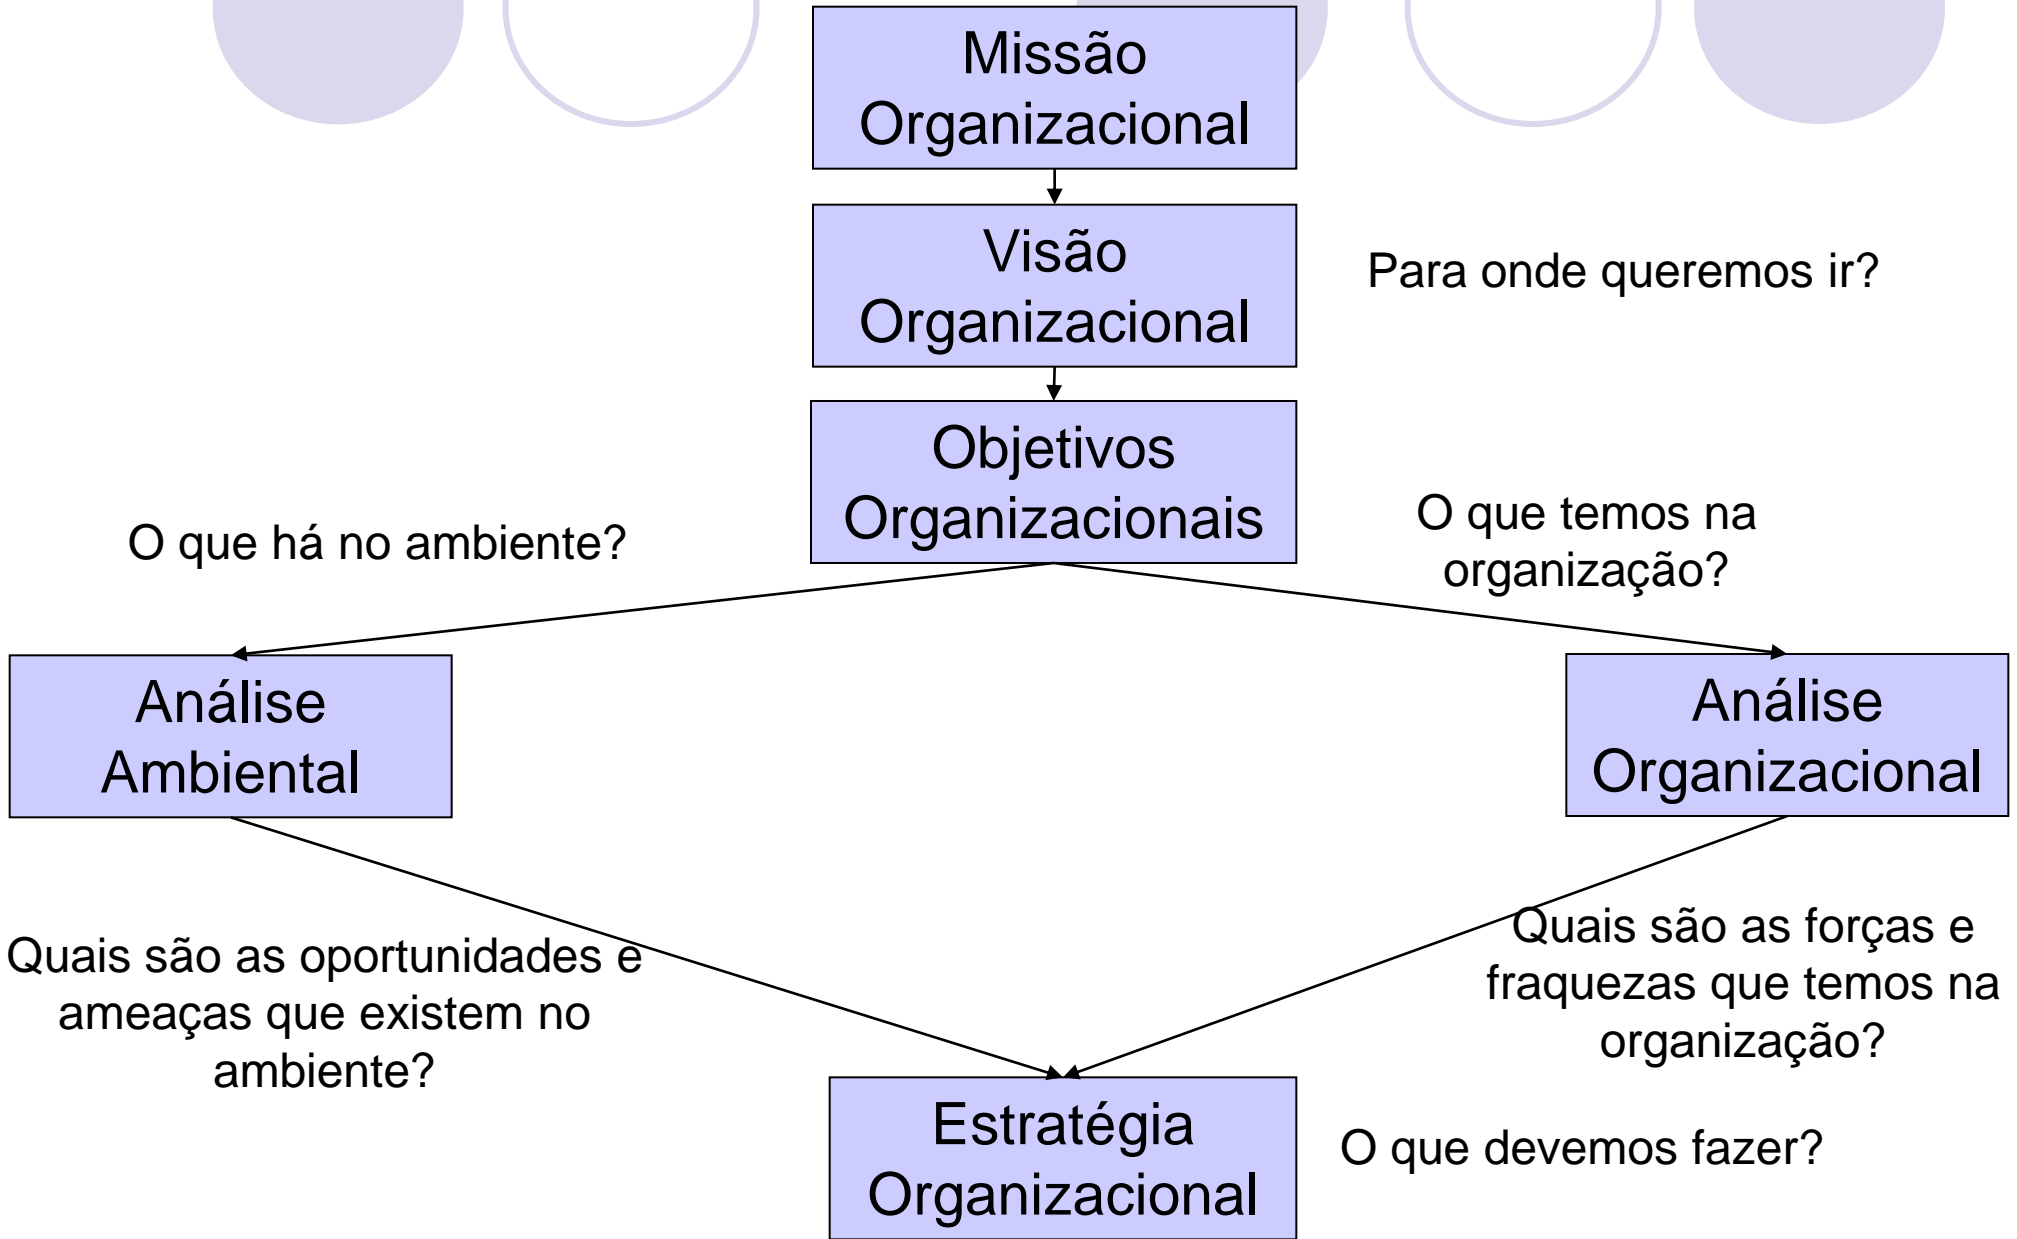 Missão
Organizacional
Visão
Organizacional
Para onde queremos ir?
Objetivos
Organizacionais
O que há no ambiente?
O que temos na
organização?
Análise
Ambiental
Análise
Organizacional
Quais são as oportunidades e
ameaças que existem no
ambiente?
Quais são as forças e
fraquezas que temos na
organização?
Estratégia
Organizacional
O que devemos fazer?